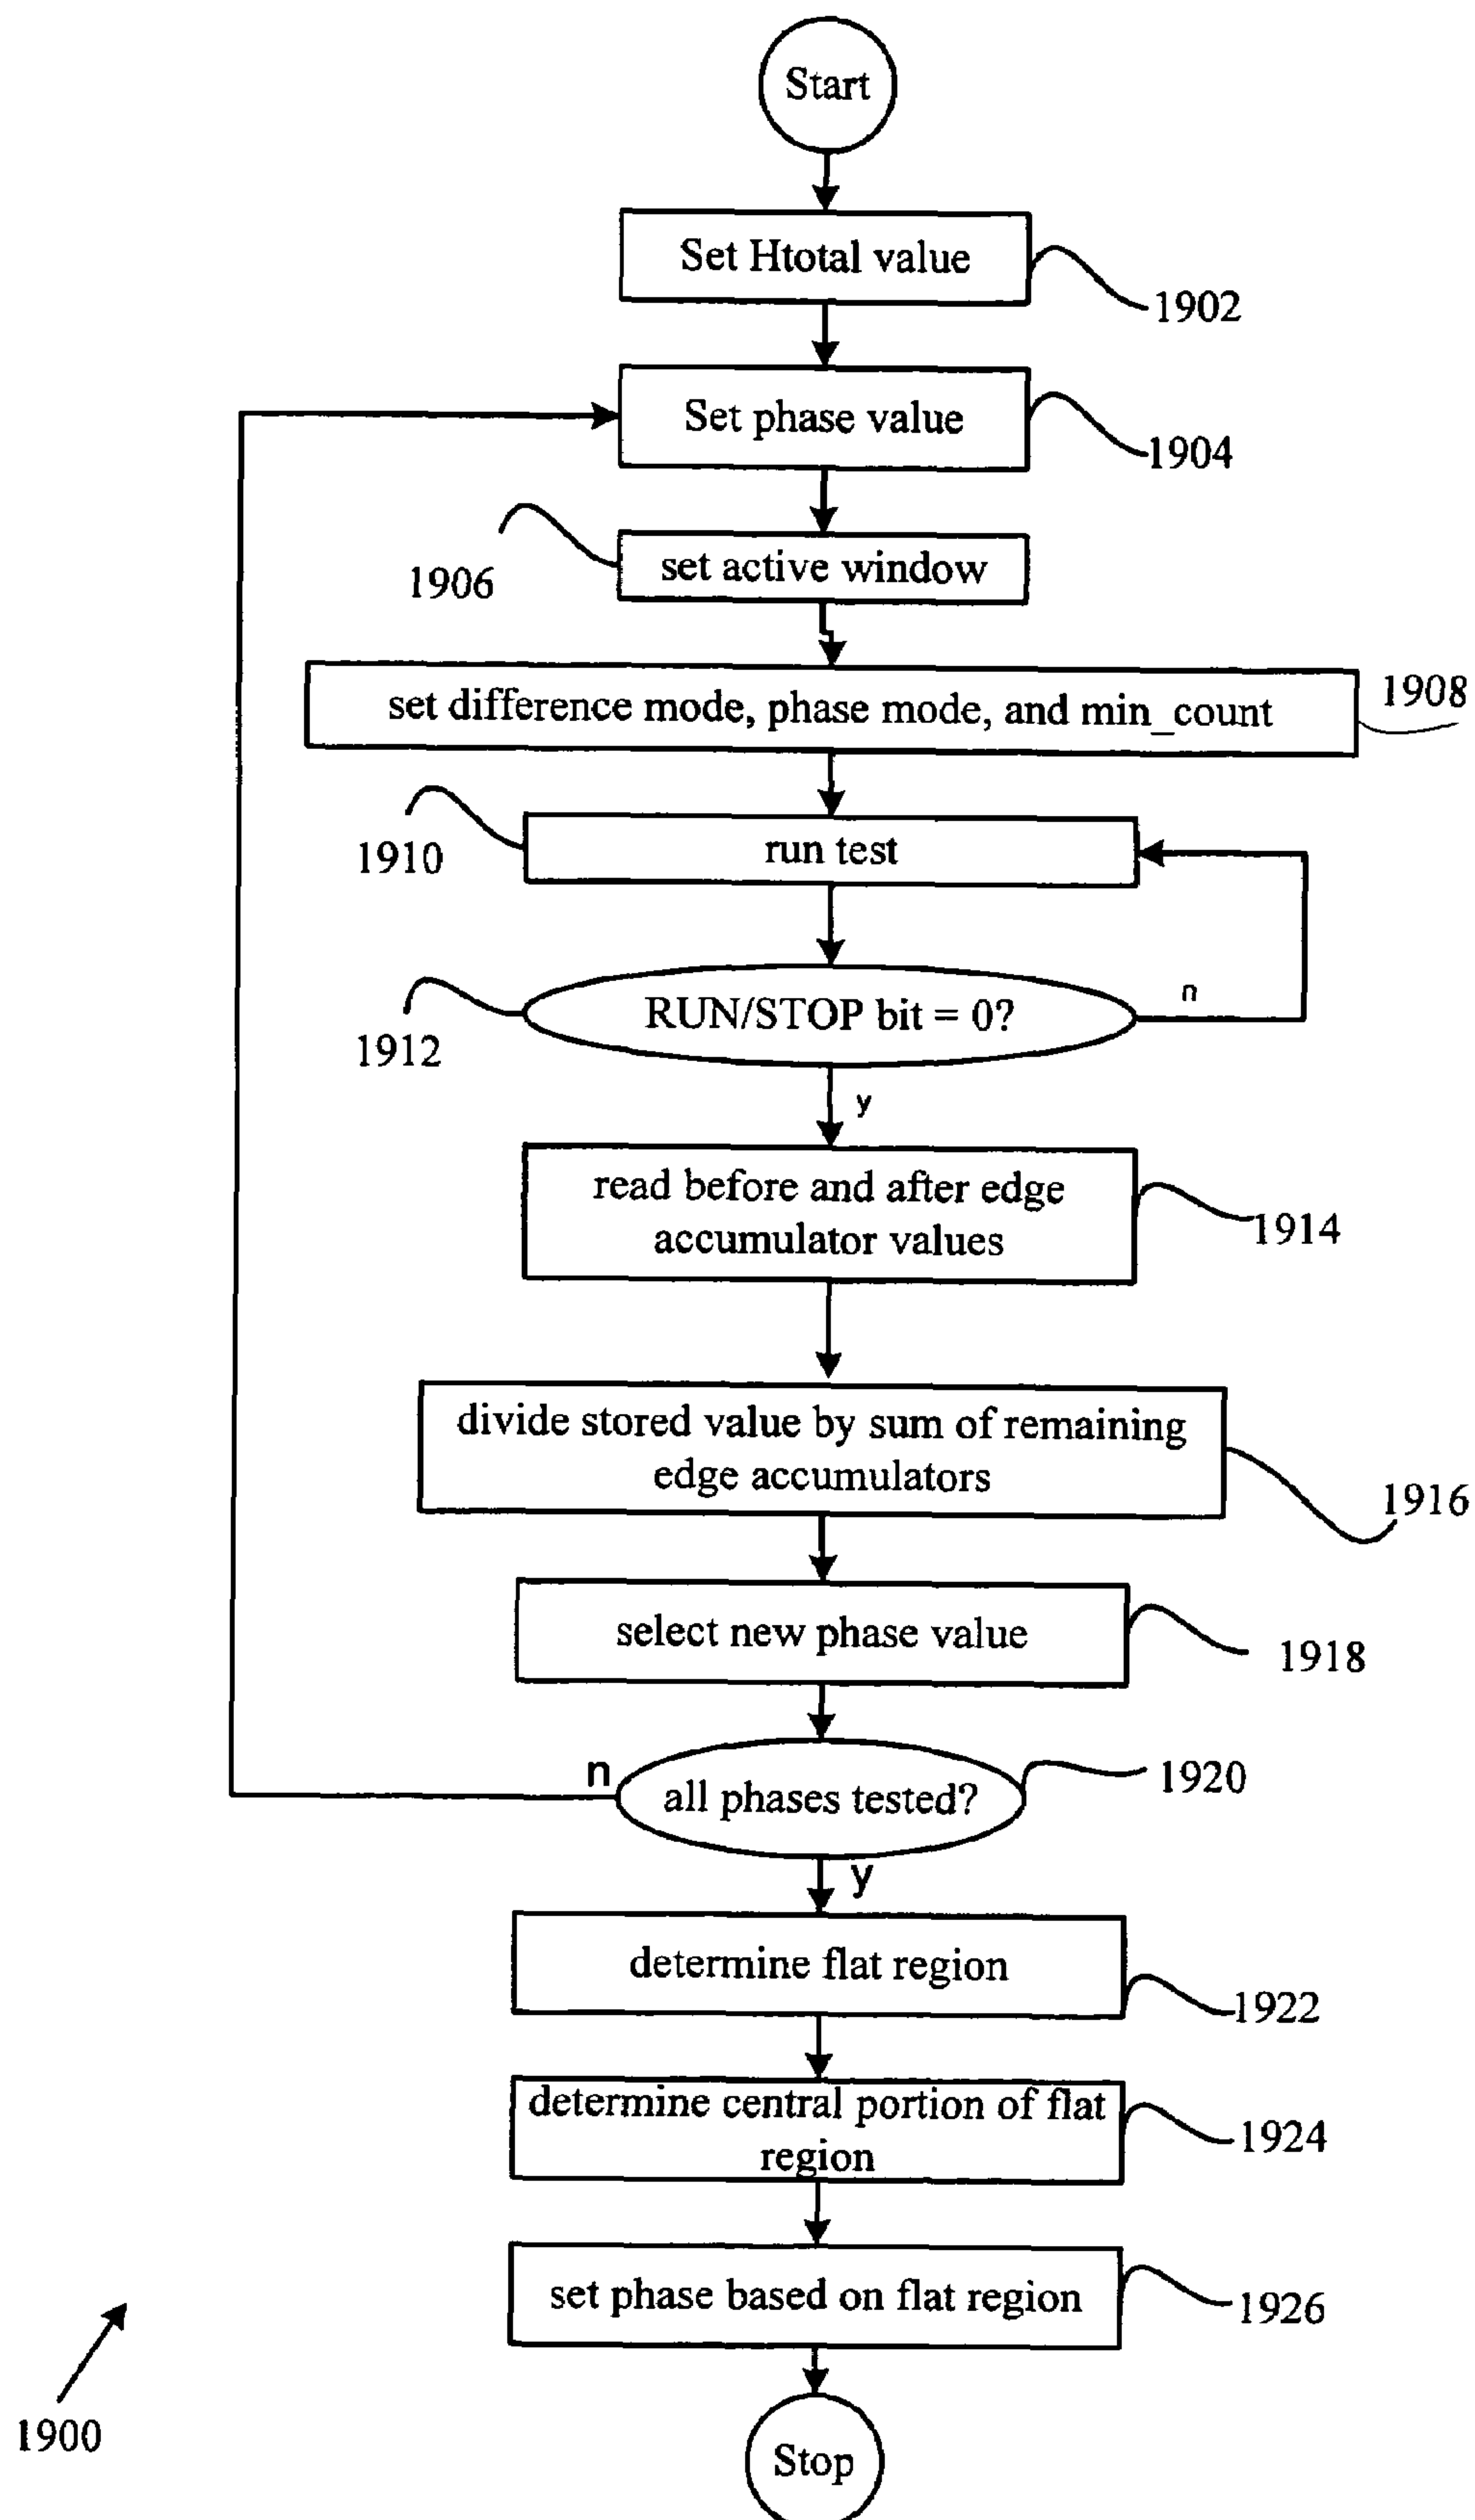 Start
Set Htotal value
1902
Set phase value
1904
set active window
1906
set difference mode, phase mode, and min_count
1908
run test
1910
RUN/STOP bit = 0?
n
1912
y
read before and after edge
accumulator values
1914
divide stored value by sum of remaining
edge accumulators
1916
select new phase value
1918
n
all phases tested?
1920
y
determine flat region
1922
determine central portion of flat
region
1924
set phase based on flat region
1926
1900
Stop